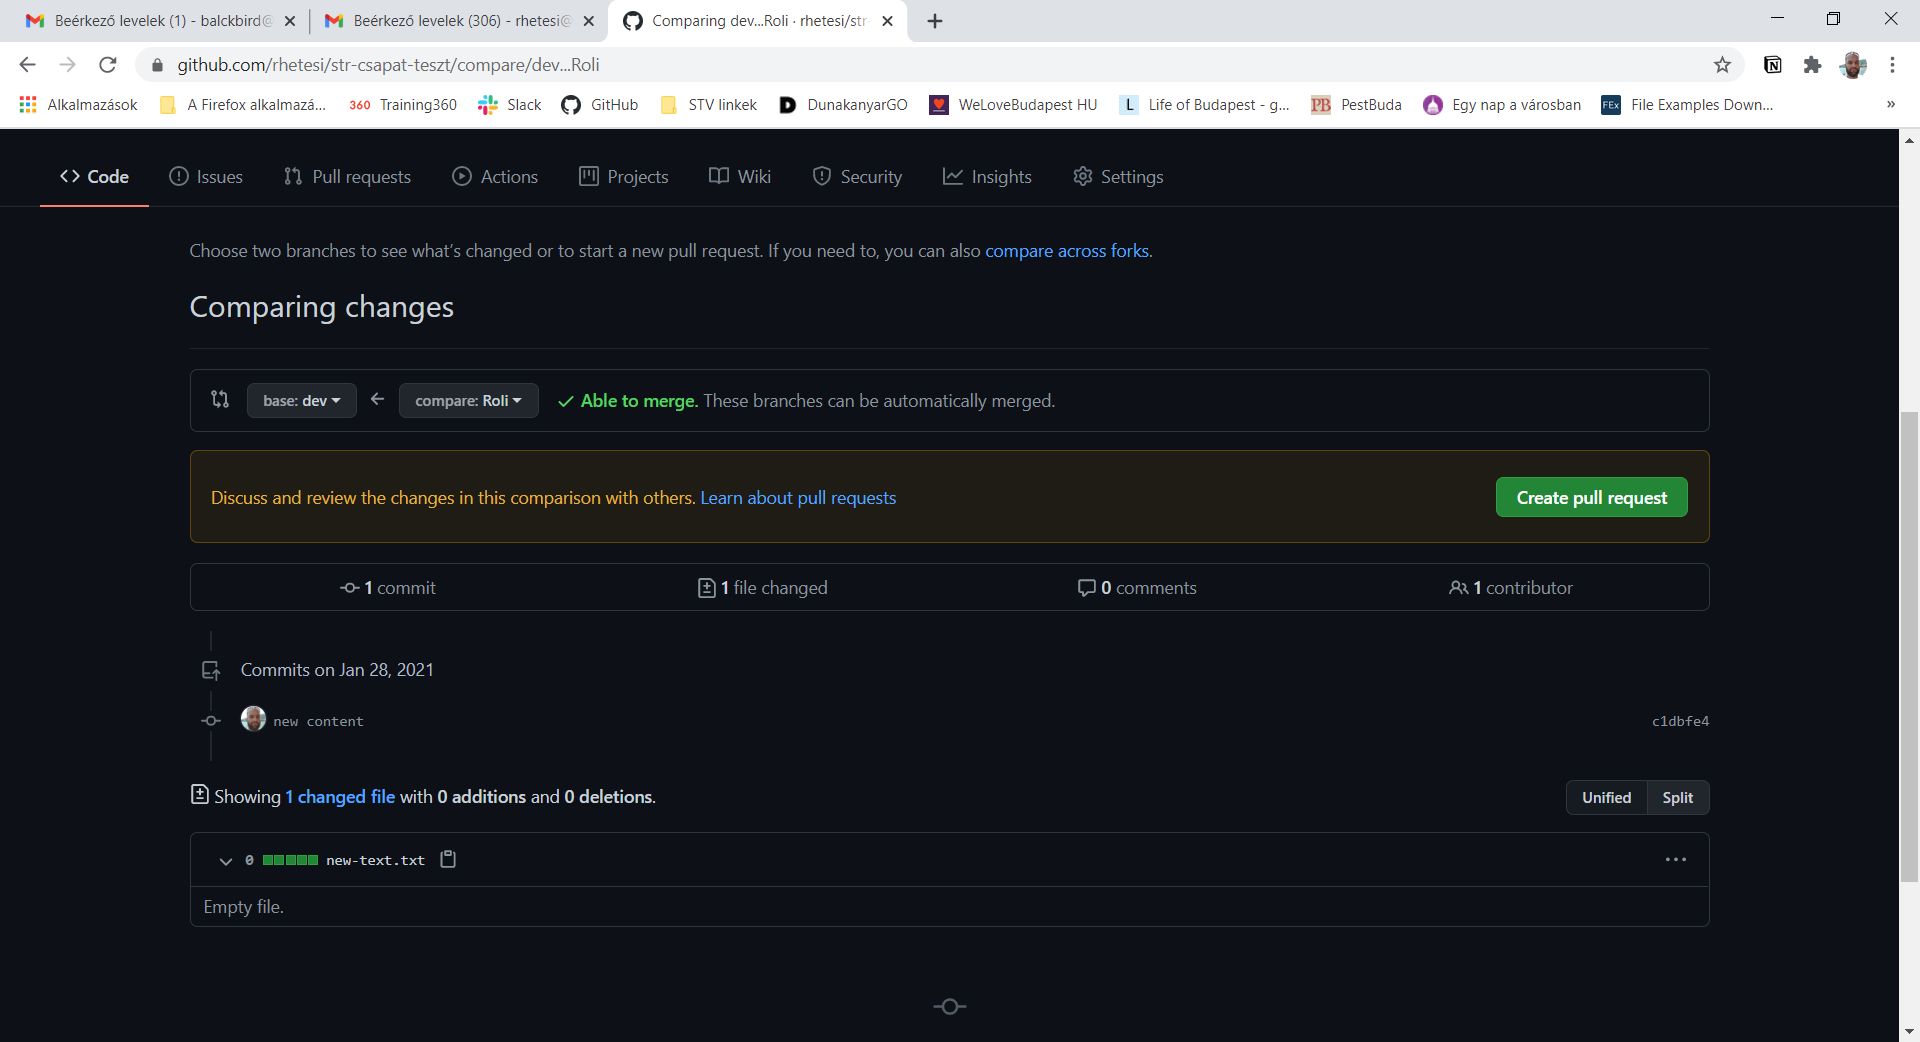 Beérkező levelek (1) - balckbird@
Beérkező levelek (306) - rhetesi@
Comparing dev...Roli · rhetesi/str
github.com/rhetesi/str-csapat-teszt/compare/dev...Roli
Alkalmazások
A Firefox alkalmazá...
360 Training360
Slack
GitHub
STV linkek
D DunakanyarGO
WeLoveBudapest HU
L Life of Budapest - g...
PB PestBuda
Egy nap a városban
FEx File Examples Down...
»
Code
Issues
Pull requests
Actions
Projects
Wiki
Security
Insights
Settings
Choose two branches to see what’s changed or to start a new pull request. If you need to, you can also compare across forks.
Comparing changes
base: dev
compare: Roli
Able to merge. These branches can be automatically merged.
Discuss and review the changes in this comparison with others. Learn about pull requests
Create pull request
1 commit
1 file changed
0 comments
1 contributor
Commits on Jan 28, 2021
new content
c1dbfe4
Showing 1 changed file with 0 additions and 0 deletions.
Unified
Split
0 new-text.txt
Empty file.